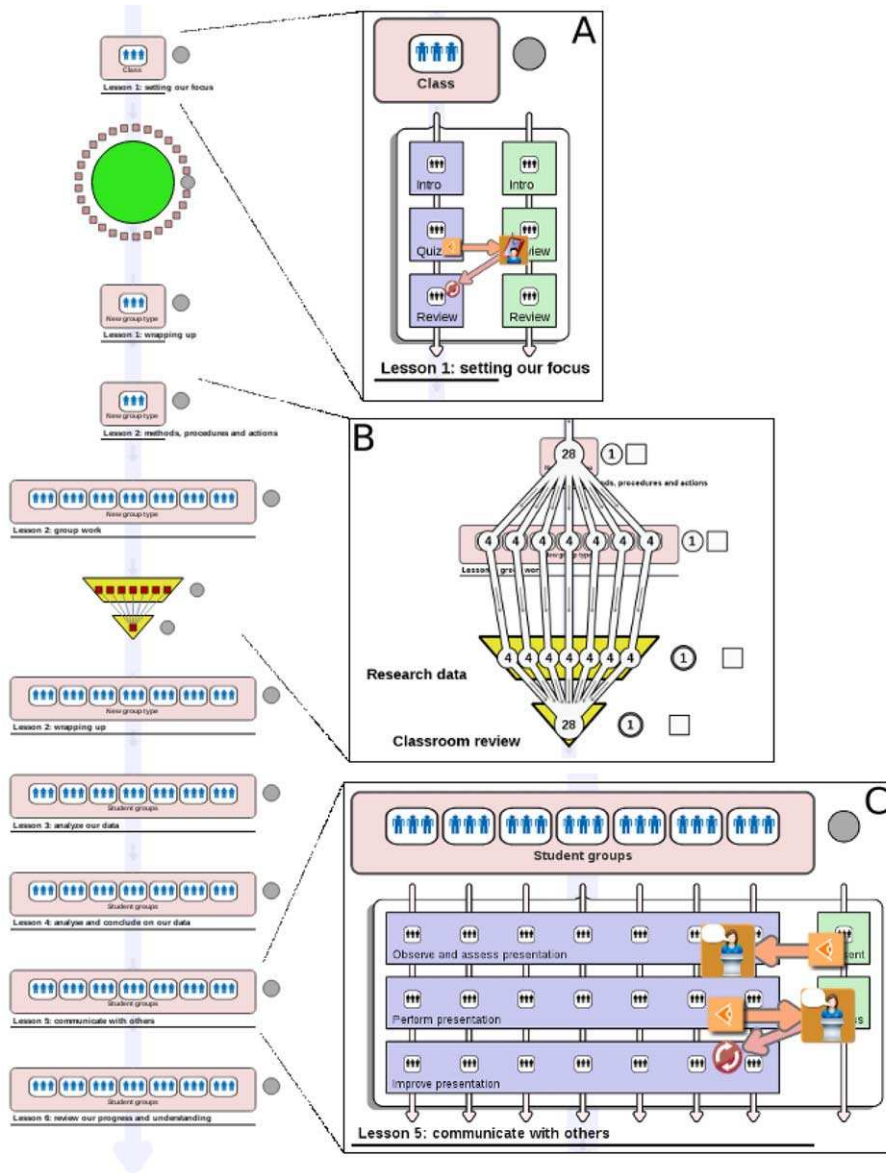 Class
Lesson 1: setting our focus
New group type
Lesson 1: wrapping up
New group type
Lesson 2: methods, procedures and actions
New group type
Lesson 2: group work
New group type
Lesson 2: wrapping up
Student groups
Lesson 3: analyze our data
Student groups
Lesson 4: analyse and conclude on our data
Student groups
Lesson 5: communicate with others
Student groups
Lesson 6: review our progress and understanding
A
Class
Intro
Intro
Quiz
Review
Review
Lesson 1: setting our focus
B
28
1
procedures and actions
4 4 4 4 4 4 4
1
4 4 4 4 4 4 4
1
Research data
28
1
Classroom review
C
Student groups
Observe and assess presentation
Perform presentation
Improve presentation
Lesson 5: communicate with others